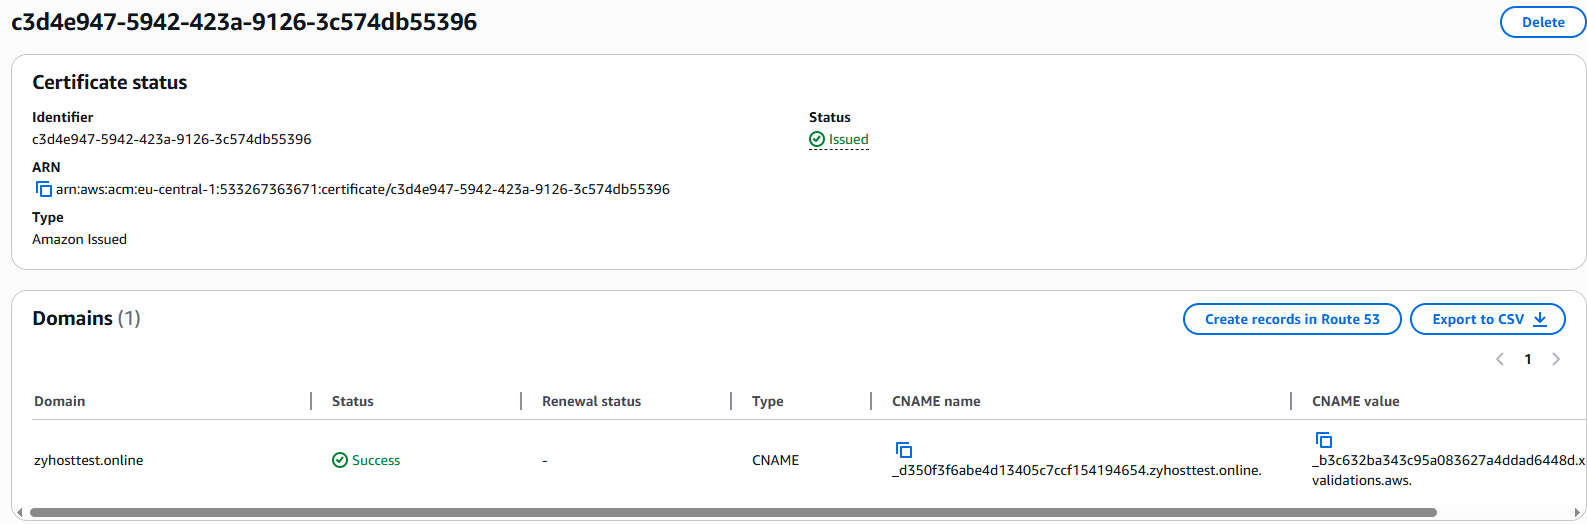 c3d4e947-5942-423a-9126-3c574db55396
Delete
Certificate status
Identifier
c3d4e947-5942-423a-9126-3c574db55396
Status
Issued
ARN
arn:aws:acm:eu-central-1:533267363671:certificate/c3d4e947-5942-423a-9126-3c574db55396
Type
Amazon Issued
Domains (1)
Create records in Route 53
Export to CSV
1
Domain Status Renewal status Type CNAME name CNAME value
zyhosttest.online Success - CNAME _d350f3f6abe4d13405c7ccf154194654.zyhosttest.online. _b3c632ba343c95a083627a4ddad6448d.x
validations.aws.